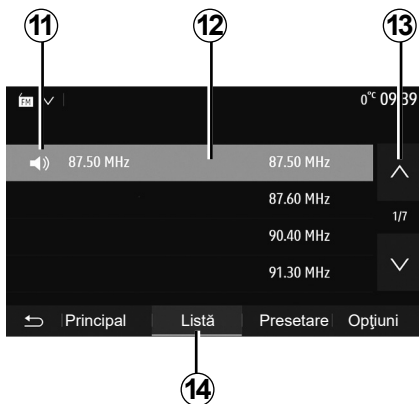 11 12 13
FM 0°C 09:39
87.50 MHz 87.50 MHz
87.60 MHz
1/7
90.40 MHz
91.30 MHz
Principal Listă Presetare Opţiuni
14